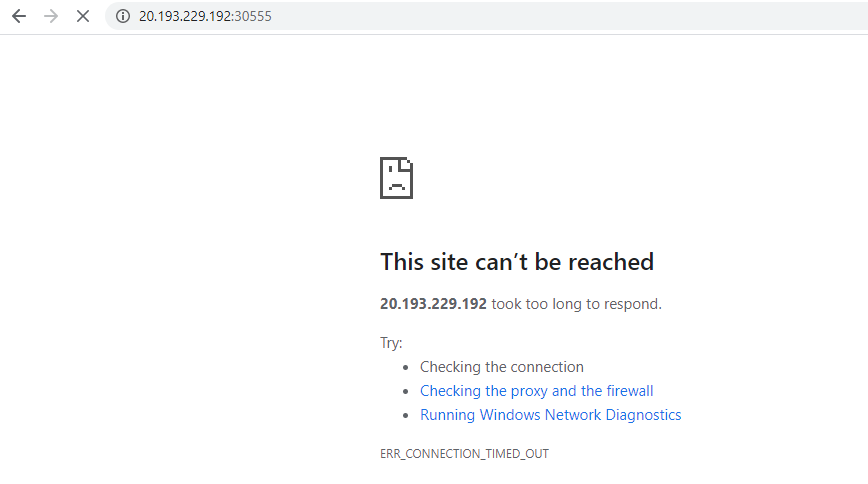 20.193.229.192:30555
This site can't be reached
20.193.229.192 took too long to respond.
Try:
• Checking the connection
• Checking the proxy and the firewall
• Running Windows Network Diagnostics
ERR_CONNECTION_TIMED_OUT